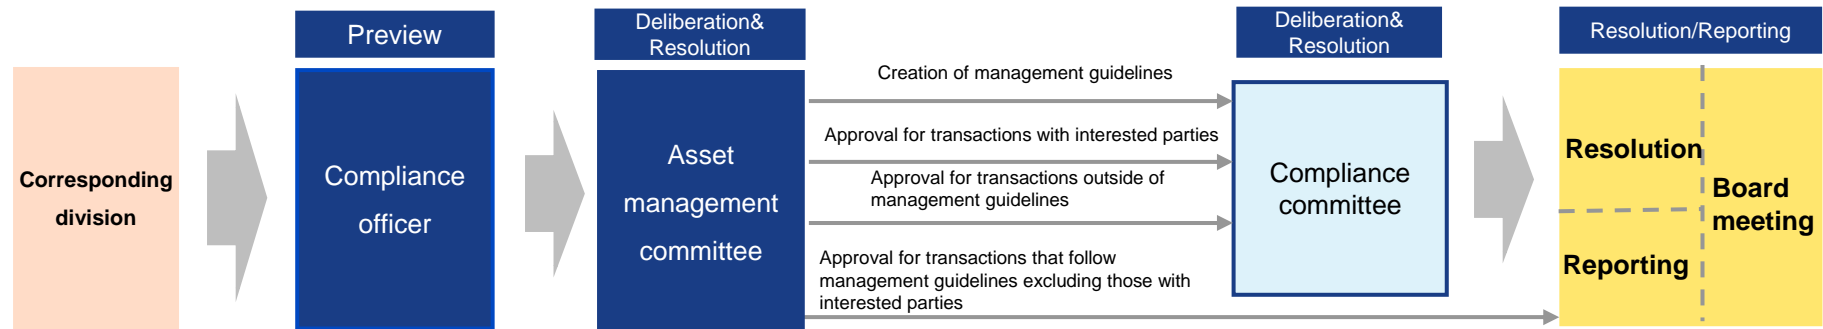 Corresponding
division
Preview
Compliance
officer
Deliberation&
Resolution
Asset
management
committee
Creation of management guidelines
Approval for transactions with interested parties
Approval for transactions outside of
management guidelines
Approval for transactions that follow
management guidelines excluding those with
interested parties
Deliberation&
Resolution
Compliance
committee
Resolution/Reporting
Resolution
Reporting
Board
meeting